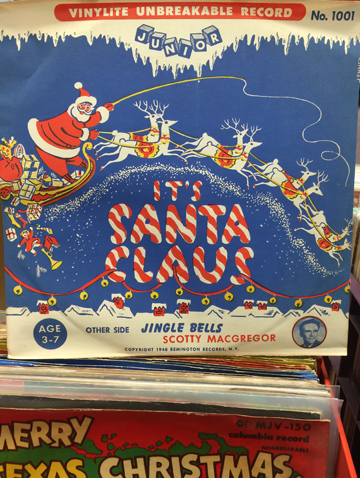 VINYLITE UNBREAKABLE RECORD No. 1001
JUNIOR
IT'S
SANTA
CLAUS
AGE
3-7
OTHER SIDE JINGLE BELLS
SCOTTY MACGREGOR
COPYRIGHT 1948 REMINGTON RECORDS, N.Y.
MJV-150
columbia record
NONBREAKABLE
MERRY
TEXAS CHRISTMAS